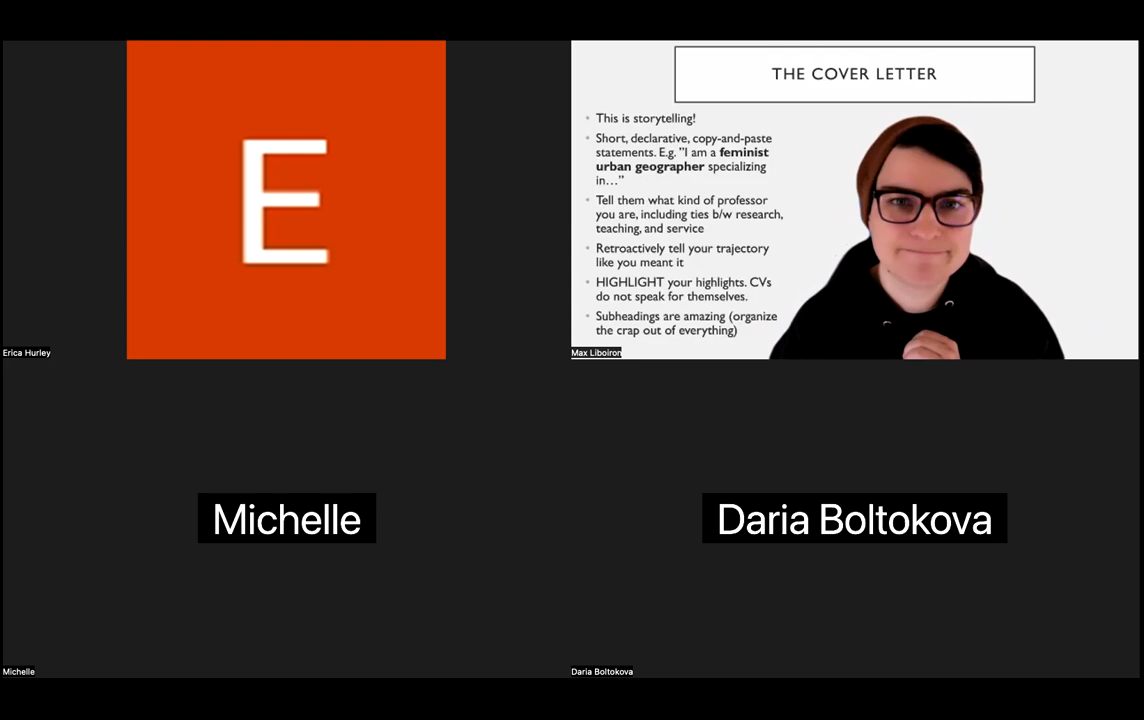 E
Erica Hurley
THE COVER LETTER
This is storytelling!
Short, declarative, copy-and-paste
statements. E.g. "I am a feminist
urban geographer specializing
in…"
Tell them what kind of professor
you are, including ties b/w research,
teaching, and service
Retroactively tell your trajectory
like you meant it
HIGHLIGHT your highlights. CVs
do not speak for themselves.
Subheadings are amazing (organize
the crap out of everything)
Max Liboiron
Michelle
Michelle
Daria Boltokova
Daria Boltokova